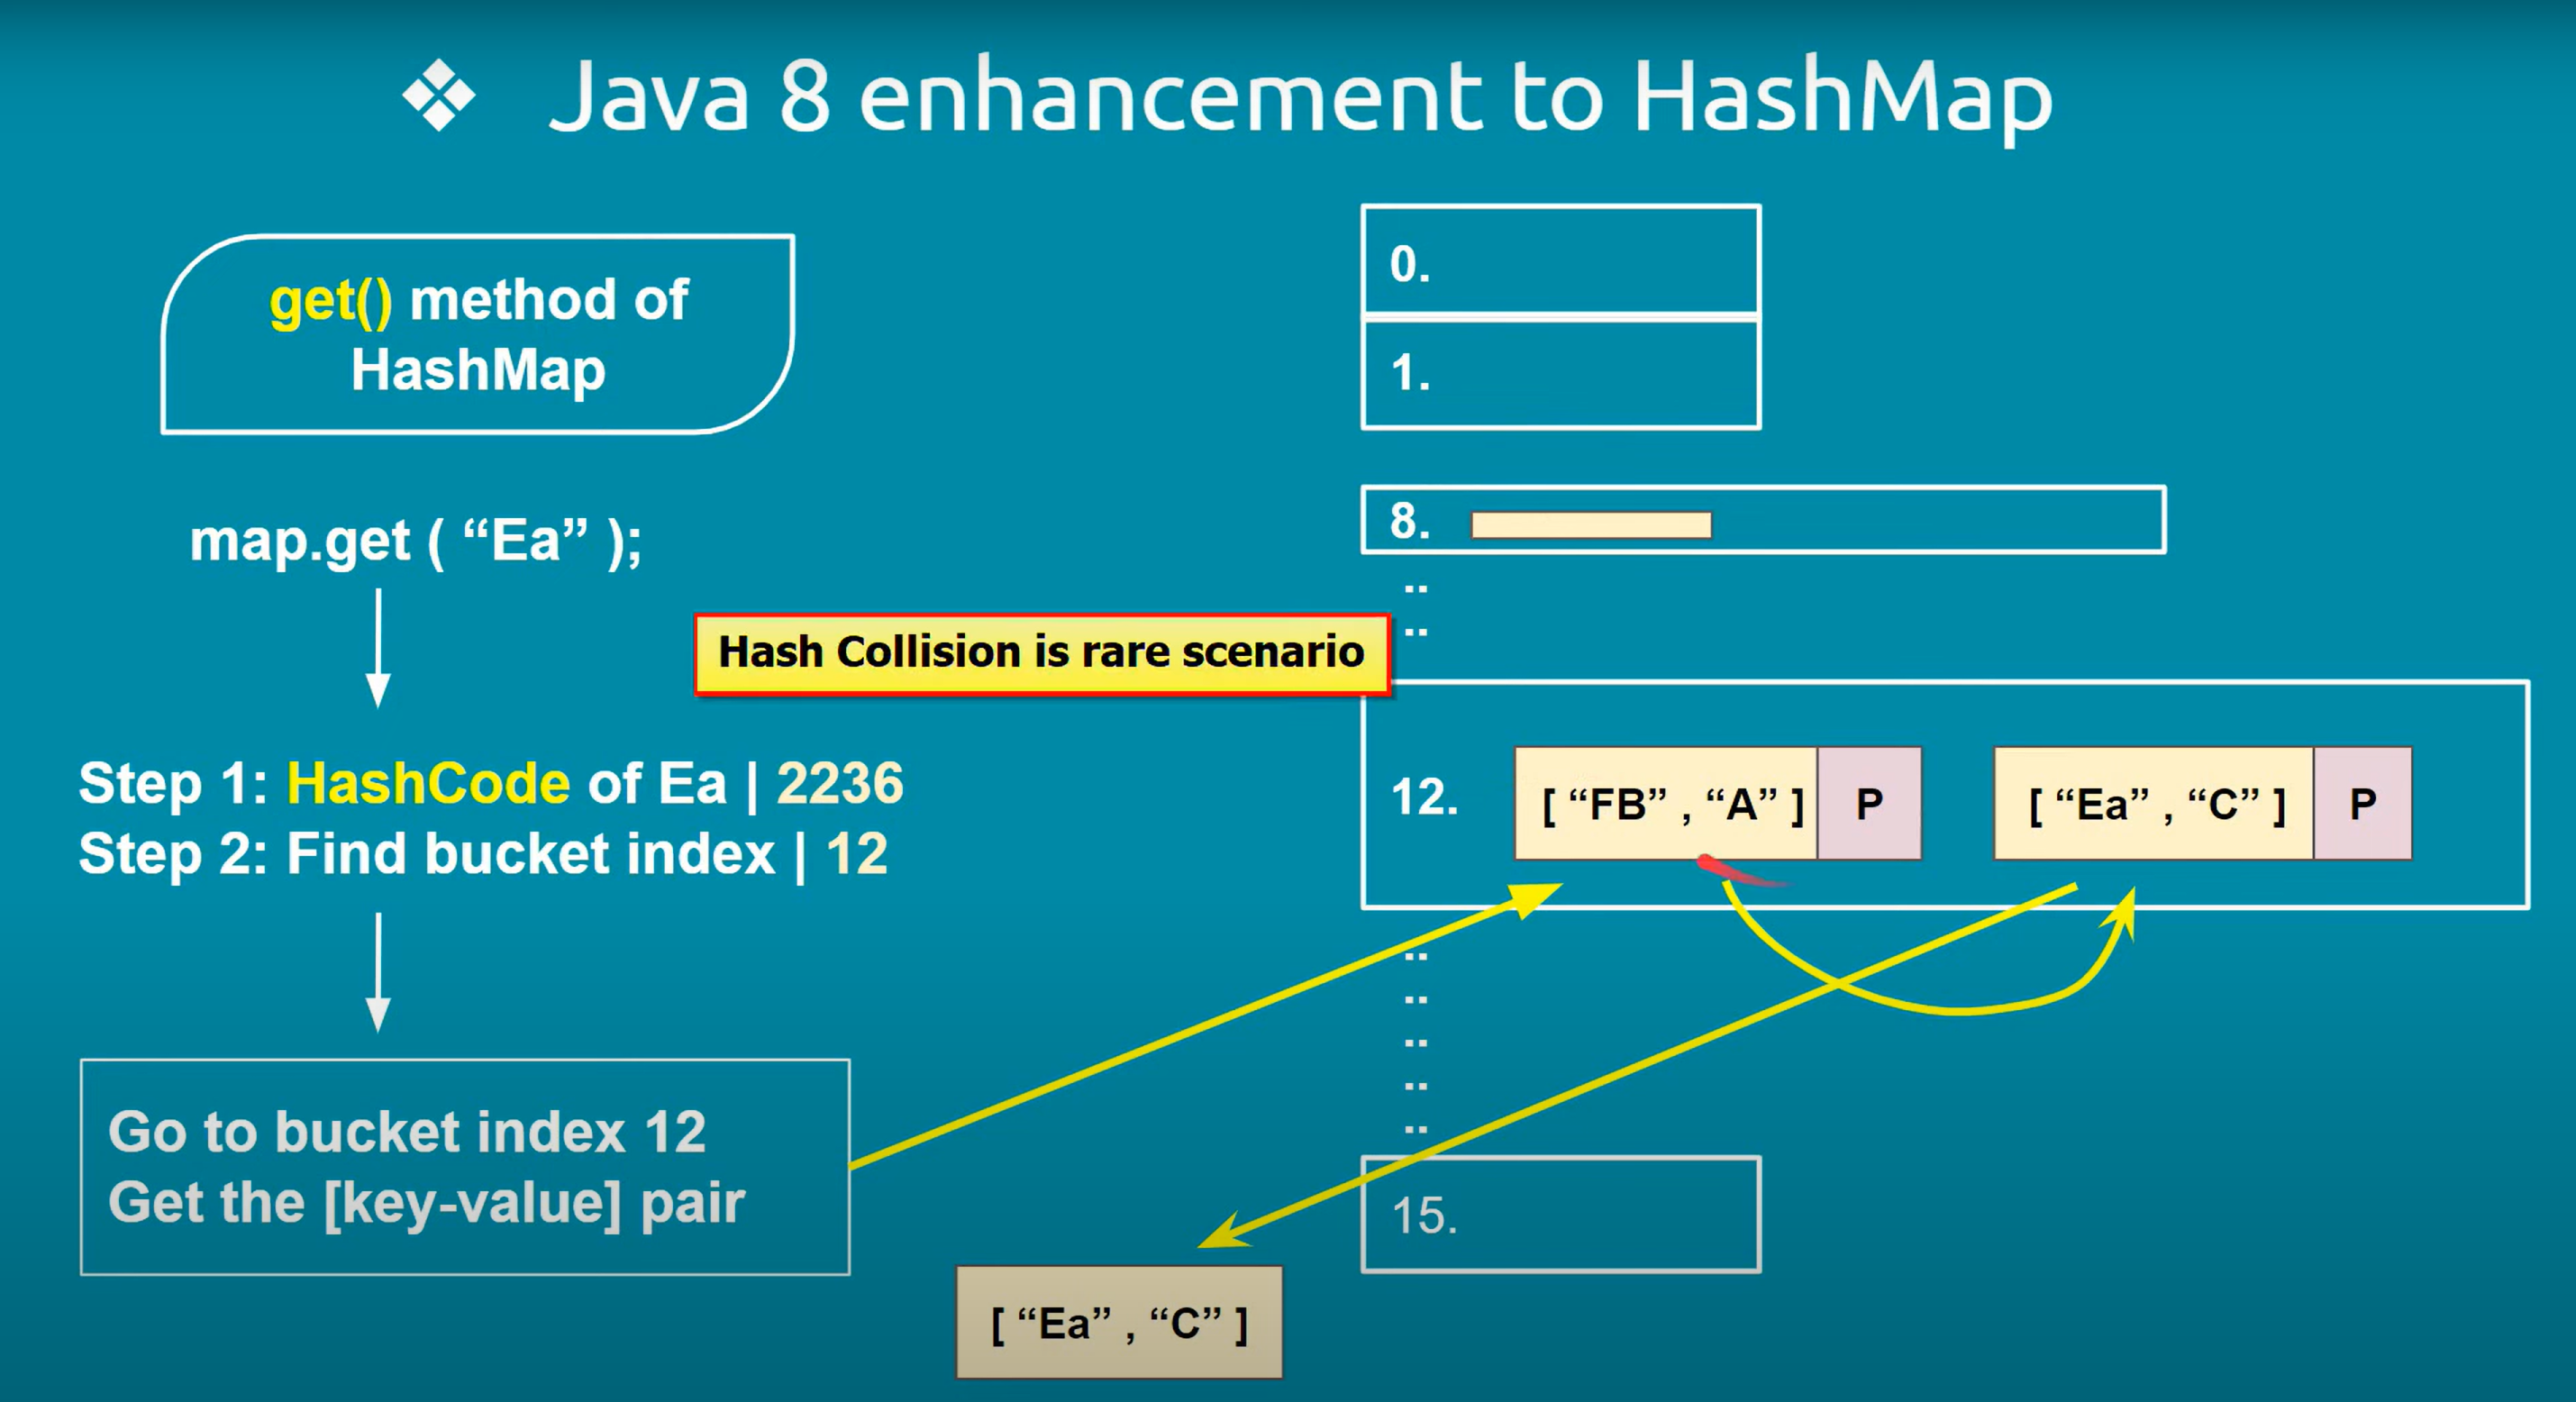 ❖ Java 8 enhancement to HashMap
get() method of
HashMap
map.get ( “Ea” );
Hash Collision is rare scenario
Step 1: HashCode of Ea | 2236
Step 2: Find bucket index | 12
Go to bucket index 12
Get the [key-value] pair
[ “Ea” , “C” ]
0.
1.
8.
12.
[ “FB” , “A” ]
P
[ “Ea” , “C” ]
P
15.